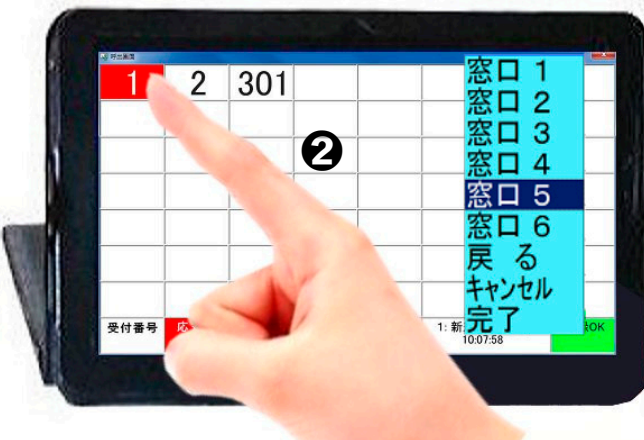 呼出画面
1 2 301
❷
窓口 1
窓口 2
窓口 3
窓口 4
窓口 5
窓口 6
戻 る
キャンセル
完了
受付番号
1: 新
10:07:58
OK